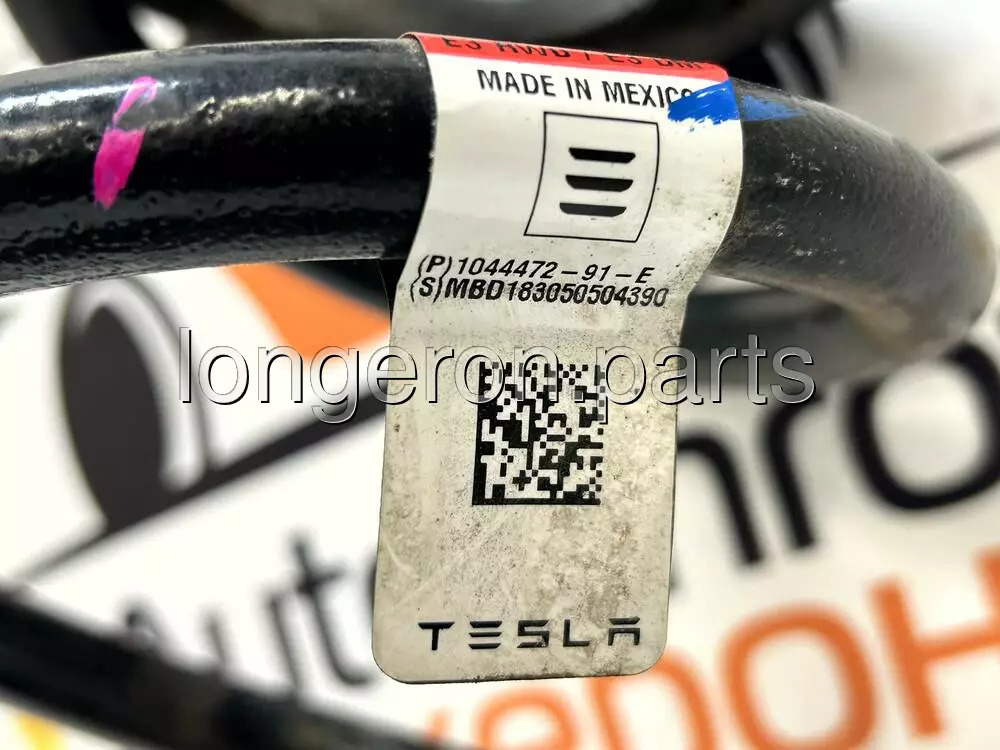 MADE IN MEXICO
(P)1044472-91-E
(S)MBD183050504390
longeron.parts
TESLA